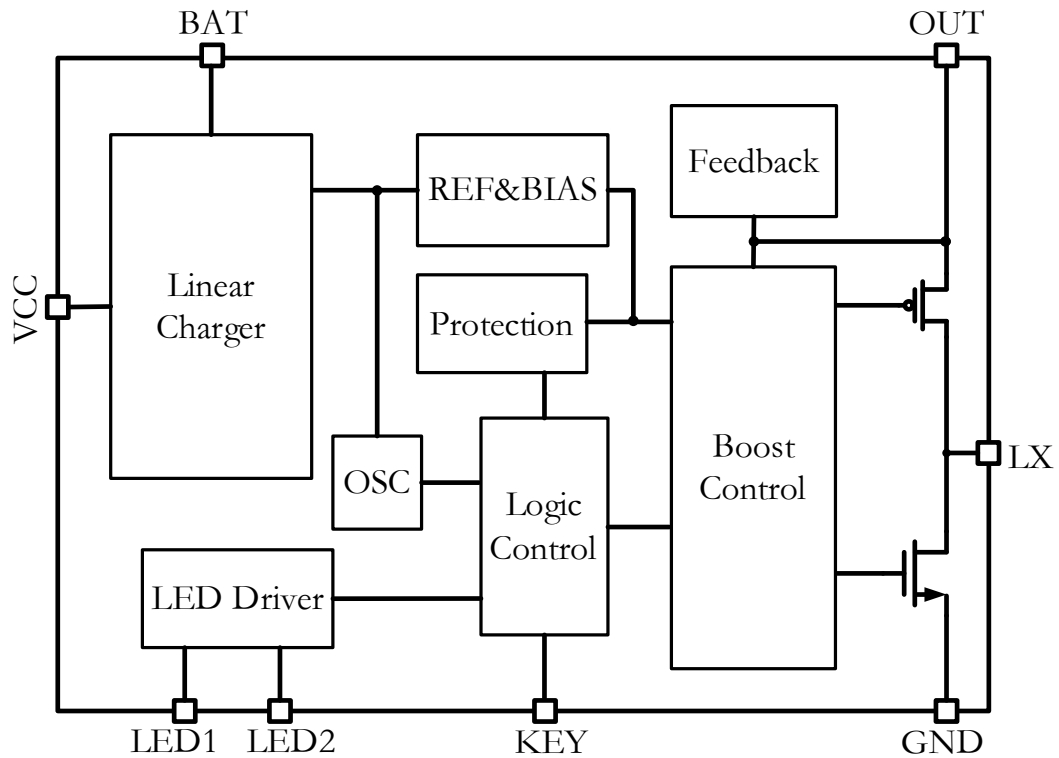 BAT
OUT
Feedback
REF&BIAS
VCC
Linear
Charger
Protection
Boost
Control
LX
OSC
Logic
Control
LED Driver
LED1
LED2
KEY
GND